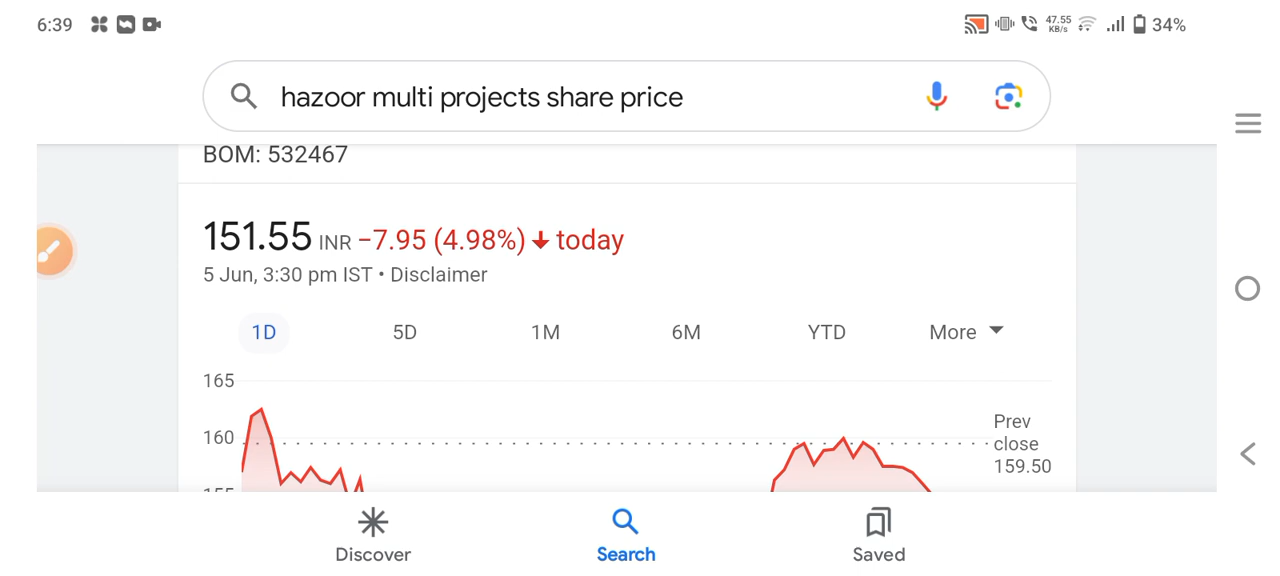 6:39
47.55
KB/s
34%
hazoor multi projects share price
BOM: 532467
151.55 INR −7.95 (4.98%) today
5 Jun, 3:30 pm IST • Disclaimer
1D 5D 1M 6M YTD More
165
160
Prev
close
159.50
Discover Search Saved